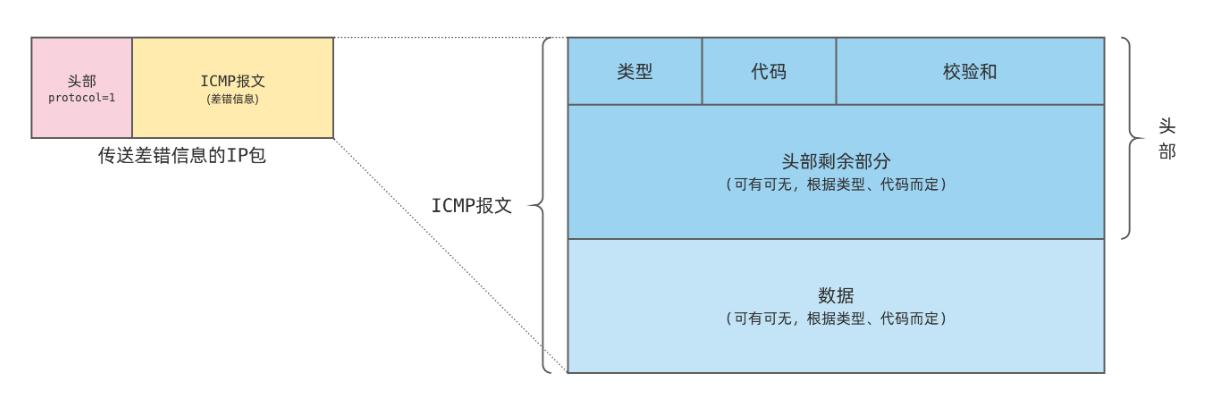 头部
protocol=1
ICMP报文
(差错信息)
传送差错信息的IP包
ICMP报文
类型
代码
校验和
头部剩余部分
(可有可无，根据类型、代码而定)
数据
(可有可无，根据类型、代码而定)
头
部